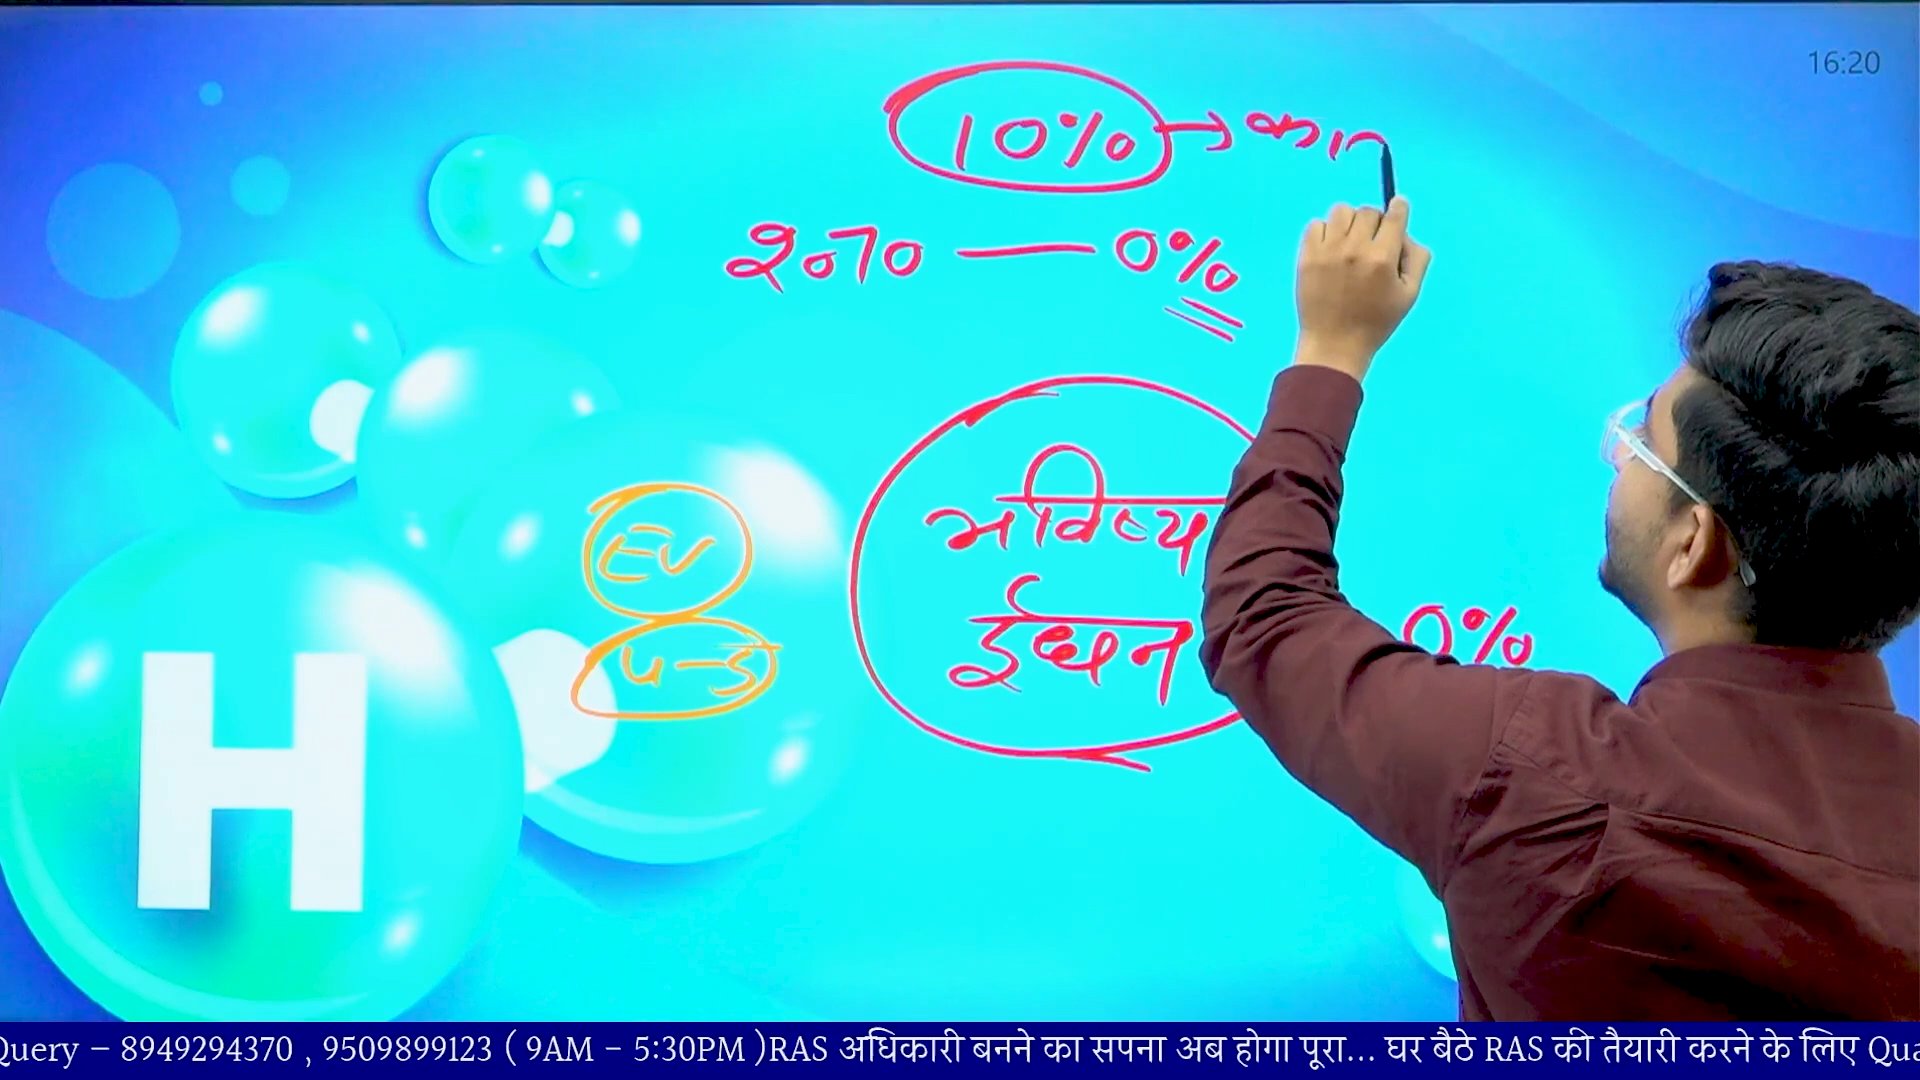 16:20
10% →
2070 — 0%
भविष्य
ईंधन
EV
0%
H
Query – 8949294370 , 9509899123 ( 9AM – 5:30PM )RAS अधिकारी बनने का सपना अब होगा पूरा... घर बैठे RAS की तैयारी करने के लिए Qua